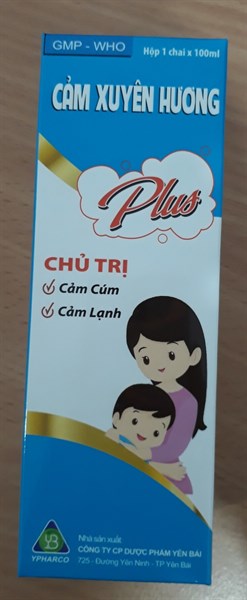 GMP - WHO
Hộp 1 chai x 100ml
CẢM XUYÊN HƯƠNG
Plus
CHỦ TRỊ
Cảm Cúm
Cảm Lạnh
YB
YPHARCO
Nhà sản xuất
CÔNG TY CP DƯỢC PHẨM YÊN BÁI
725 - Đường Yên Ninh - TP Yên Bái